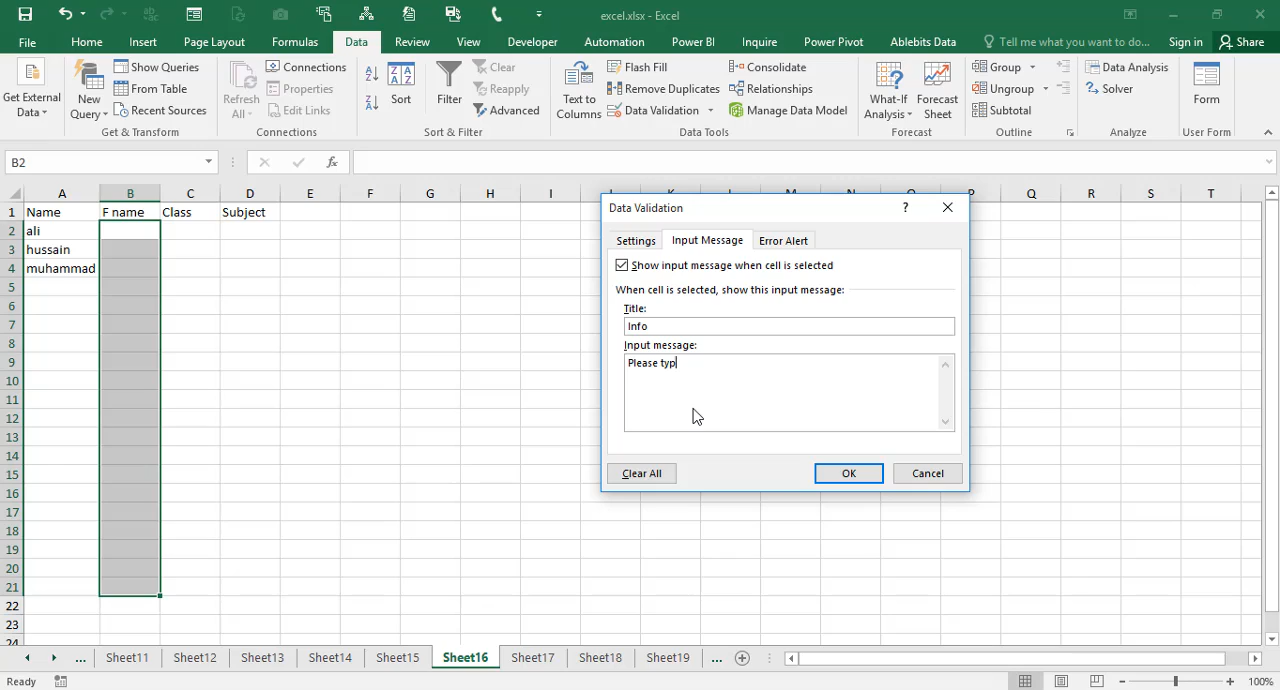 excel.xlsx - Excel
File Home Insert Page Layout Formulas Data Review View Developer Automation Power BI Inquire Power Pivot Ablebits Data Tell me what you want to do... Sign in Share
Get External Data
New Query
Show Queries
From Table
Recent Sources
Get & Transform
Refresh All
Connections
Properties
Edit Links
Connections
Sort
Filter
Clear
Reapply
Advanced
Sort & Filter
Text to Columns
Flash Fill
Remove Duplicates
Data Validation
Consolidate
Relationships
Manage Data Model
Data Tools
What-If Analysis
Forecast Sheet
Forecast
Group
Ungroup
Subtotal
Outline
Data Analysis
Solver
Analyze
Form
User Form
B2 fx
A B C D E F G H I J K L M N O P Q R S T
1 Name F name Class Subject
2 ali
3 hussain
4 muhammad
5
6
7
8
9
10
11
12
13
14
15
16
17
18
19
20
21
22
23
24
Data Validation ?
Settings Input Message Error Alert
Show input message when cell is selected
When cell is selected, show this input message:
Title:
Info
Input message:
Please typ
Clear All OK Cancel
... Sheet11 Sheet12 Sheet13 Sheet14 Sheet15 Sheet16 Sheet17 Sheet18 Sheet19 ...
Ready 100%